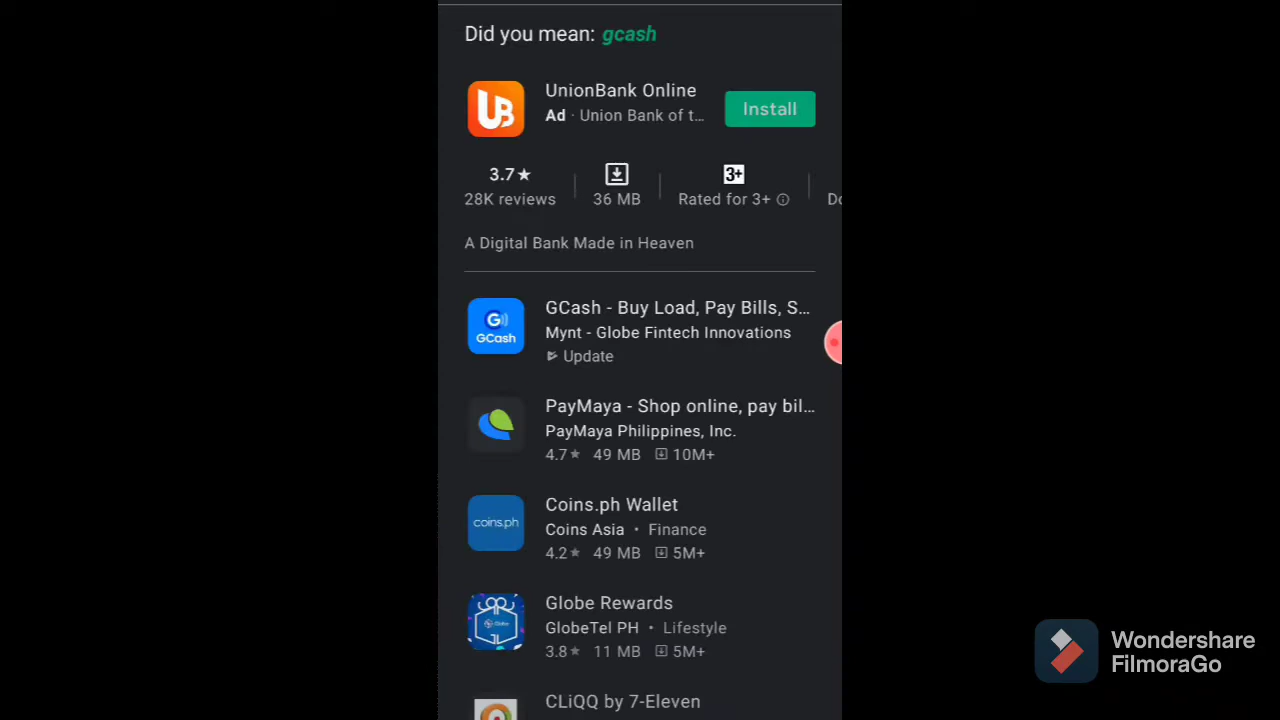 Did you mean: gcash
UnionBank Online
Ad · Union Bank of t...
Install
3.7★
28K reviews
36 MB
3+
Rated for 3+
Do
A Digital Bank Made in Heaven
GCash - Buy Load, Pay Bills, S...
Mynt - Globe Fintech Innovations
Update
G
GCash
PayMaya - Shop online, pay bil...
PayMaya Philippines, Inc.
4.7★ 49 MB 10M+
Coins.ph Wallet
Coins Asia • Finance
4.2★ 49 MB 5M+
coins.ph
Globe Rewards
GlobeTel PH • Lifestyle
3.8★ 11 MB 5M+
Globe
CLiQQ by 7-Eleven
UB
Wondershare
FilmoraGo